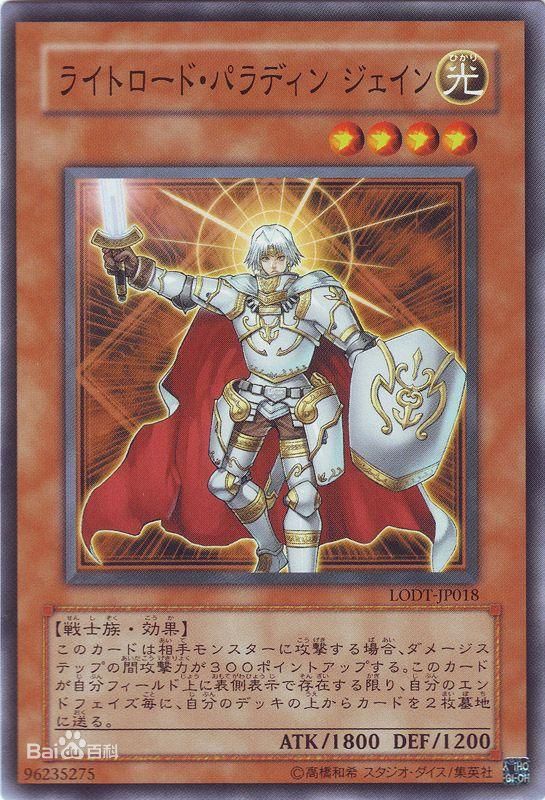 ライトロード・パラディン ジェイン
ひかり
光
LODT-JP018
せんしぞく こうか
【戦士族・効果】
このカードは相手モンスターに攻撃する場合、ダメージ
ステップの間攻撃力が300ポイントアップする。このカード
が自分フィールド上に表側表示で存在する限り、自分のエン
ドフェイズ毎に、自分のデッキの上からカードを2枚墓地
に送る。
ATK/1800 DEF/1200
Bai百科
96235275
©高橋和希 スタジオ・ダイス/集英社